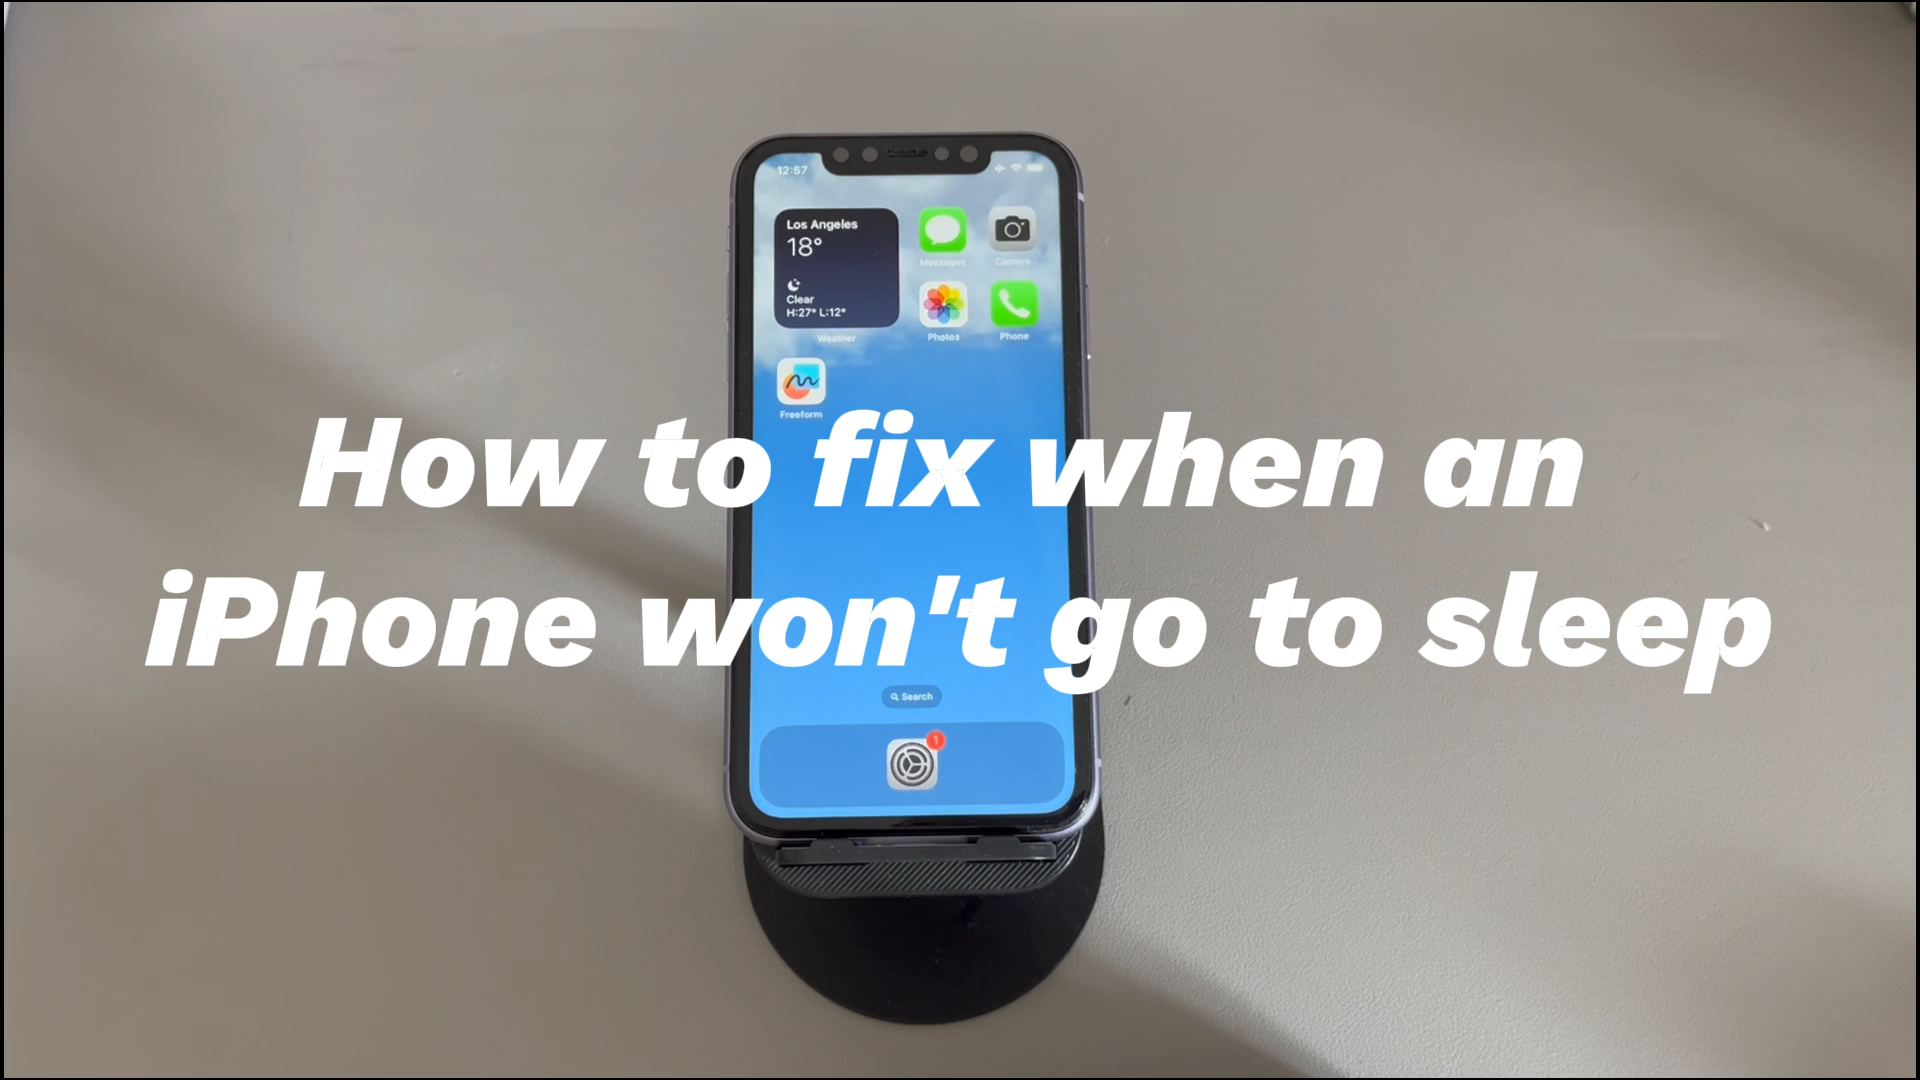 12:57
Los Angeles
18°
Clear
H:27° L:12°
Weather
Messages
Camera
Photos
Phone
Freeform
How to fix when an
iPhone won't go to sleep
Search
1